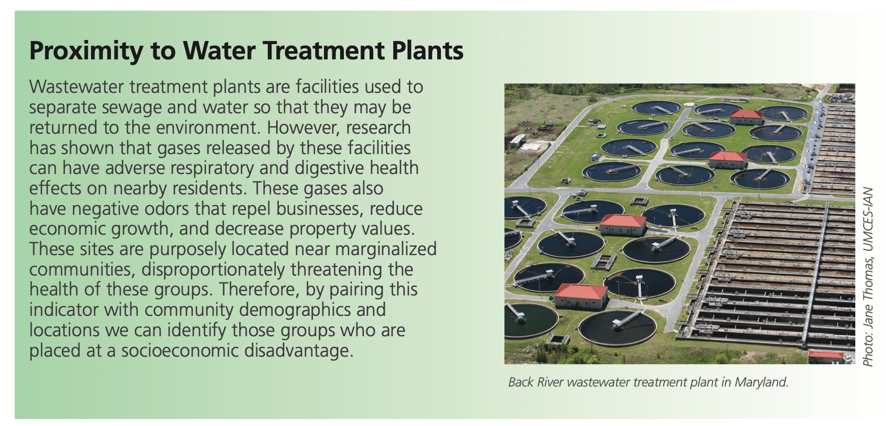 Proximity to Water Treatment Plants
Wastewater treatment plants are facilities used to
separate sewage and water so that they may be
returned to the environment. However, research
has shown that gases released by these facilities
can have adverse respiratory and digestive health
effects on nearby residents. These gases also
have negative odors that repel businesses, reduce
economic growth, and decrease property values.
These sites are purposely located near marginalized
communities, disproportionately threatening the
health of these groups. Therefore, by pairing this
indicator with community demographics and
locations we can identify those groups who are
placed at a socioeconomic disadvantage.
Photo: Jane Thomas, UMCES-IAN
Back River wastewater treatment plant in Maryland.